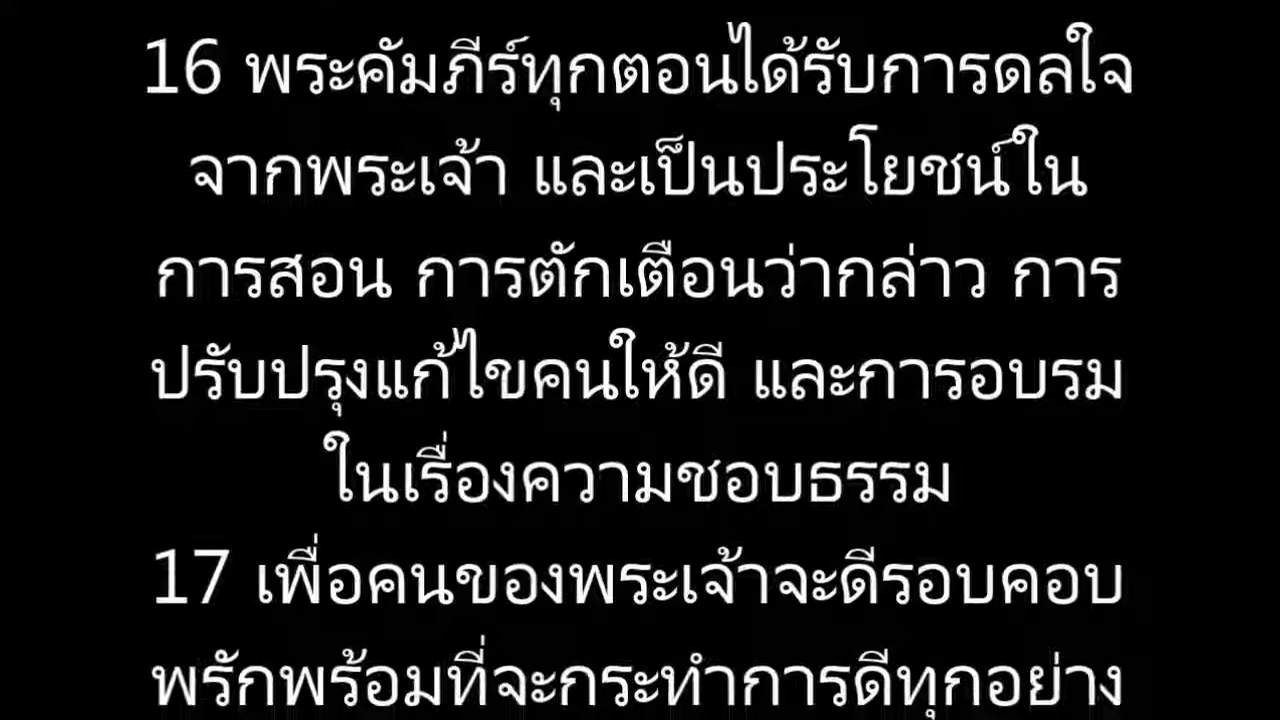 16 พระคัมภีร์ทุกตอนได้รับการดลใจ
จากพระเจ้า และเป็นประโยชน์ใน
การสอน การตักเตือนว่ากล่าว การ
ปรับปรุงแก้ไขคนให้ดี และการอบรม
ในเรื่องความชอบธรรม
17 เพื่อคนของพระเจ้าจะดีรอบคอบ
พรักพร้อมที่จะกระทำการดีทุกอย่าง